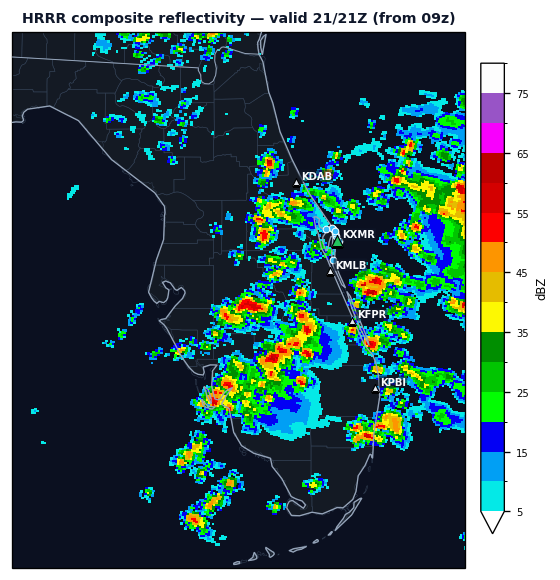 HRRR composite reflectivity — valid 21/21Z (from 09z)
KDAB
KXMR
KMLB
KFPR
KPBI
75
65
55
45
35
25
15
5
dBZ